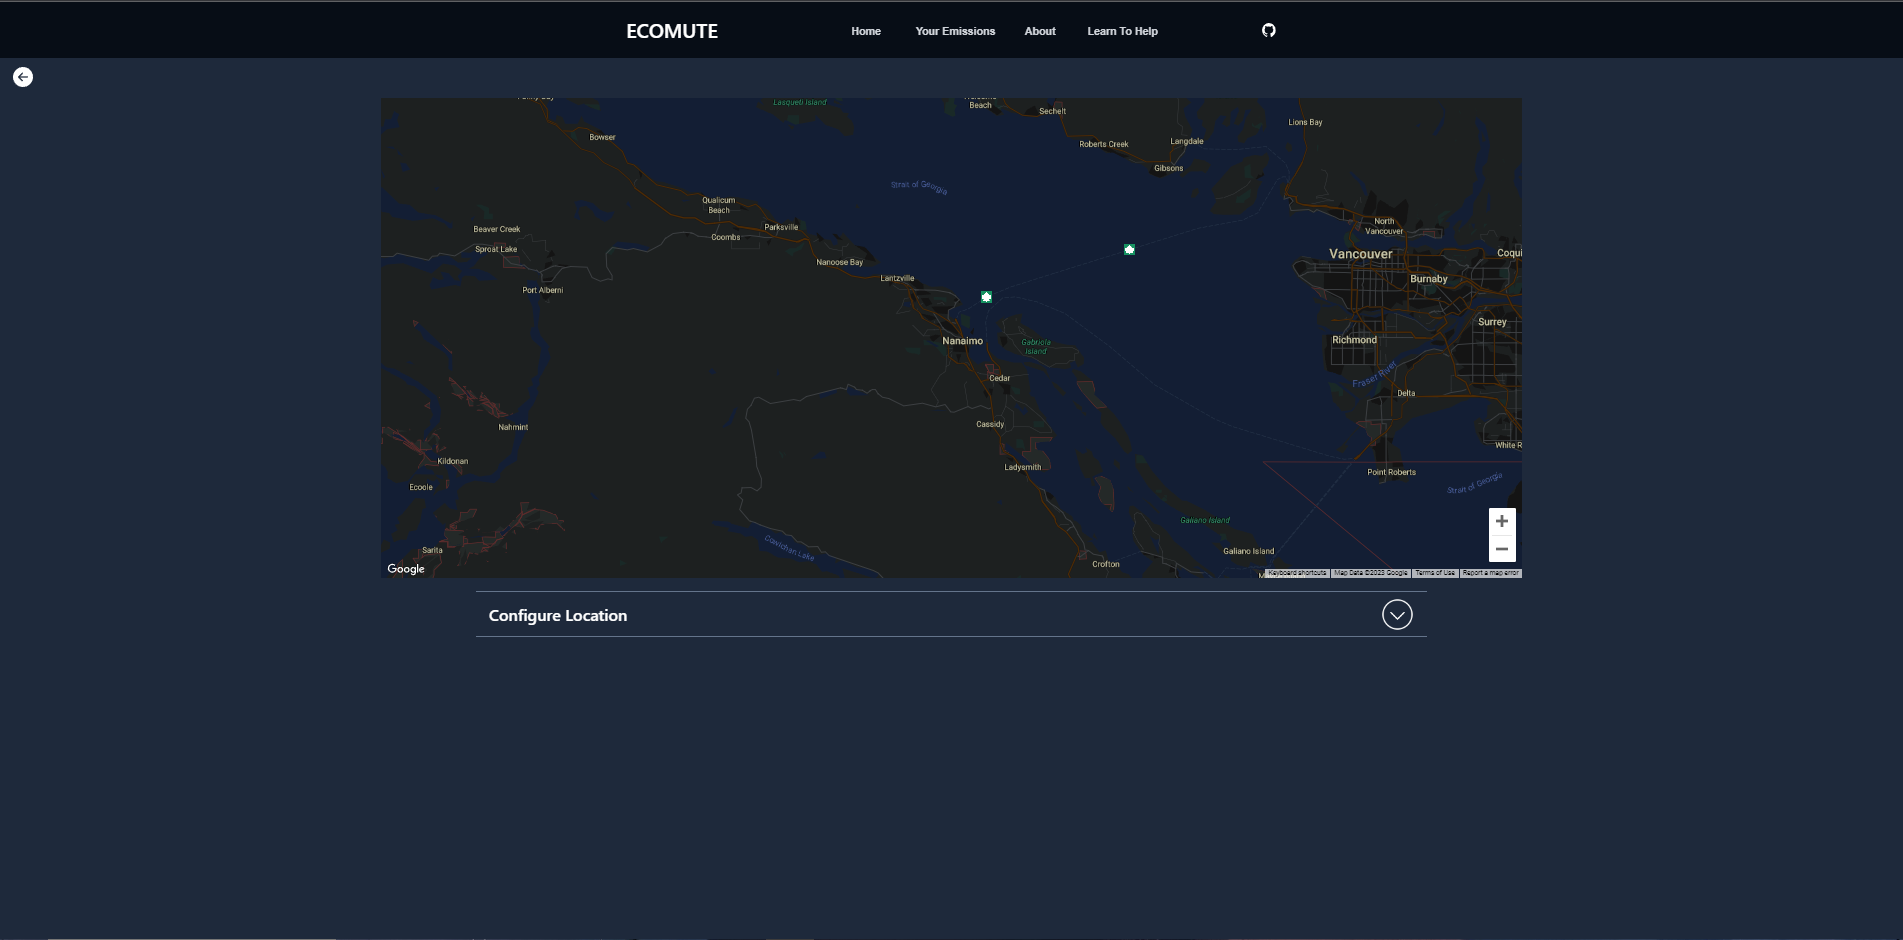 ECOMUTE
Home
Your Emissions
About
Learn To Help
Lasqueti Island
Beach
Sechelt
Lions Bay
Bowser
Roberts Creek
Langdale
Gibsons
Strait of Georgia
Qualicum
Beach
Parksville
Coombs
North
Vancouver
Beaver Creek
Sproat Lake
Vancouver
Coqui
Nanoose Bay
Lantzville
Burnaby
Port Alberni
Surrey
Nanaimo
Gabriola
Island
Richmond
Fraser River
Cedar
Delta
Cassidy
Nahmint
White R
Kildonan
Ladysmith
Point Roberts
Ecoole
Strait of Georgia
Galiano Island
Sarita
Cowichan Lake
Galiano Island
Crofton
Google
Keyboard shortcuts
Map Data ©2023 Google
Terms of Use
Report a map error
Configure Location